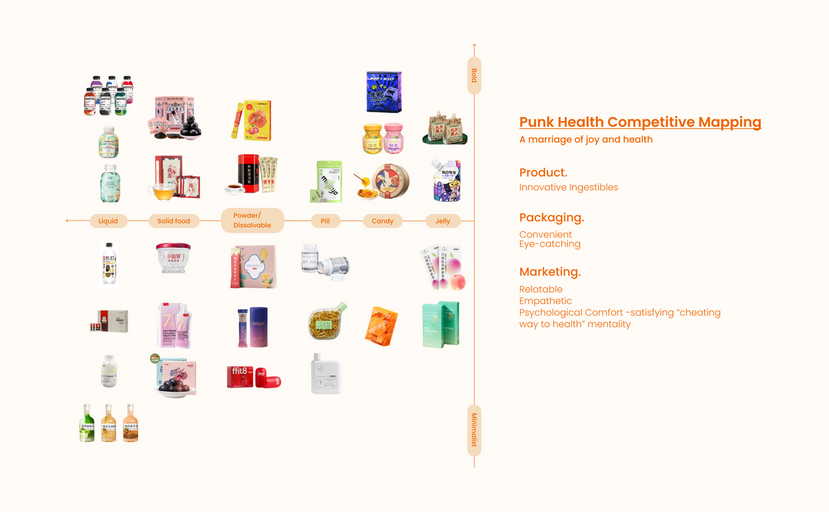 Bold
Punk Health Competitive Mapping
A marriage of joy and health
Product.
Innovative Ingestibles
Liquid
Solid food
Powder/
Dissolvable
Pill
Candy
Jelly
Packaging.
Convenient
Eye-catching
Marketing.
Relatable
Empathetic
Psychological Comfort -satisfying "cheating
way to health" mentality
ffit8
Minimalist